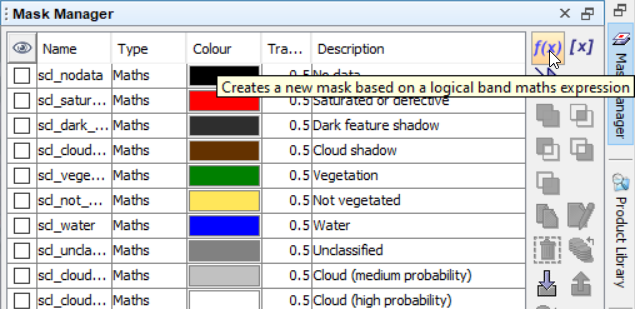 Mask Manager
Name Type Colour Tra... Description
f(x) [x]
scl_nodata Maths 0.5 No data
Creates a new mask based on a logical band maths expression
scl_satur... Maths 0.5 Saturated or defective
scl_dark_... Maths 0.5 Dark feature shadow
scl_cloud... Maths 0.5 Cloud shadow
scl_vege... Maths 0.5 Vegetation
scl_not_... Maths 0.5 Not vegetated
scl_water Maths 0.5 Water
scl_uncla... Maths 0.5 Unclassified
scl_cloud... Maths 0.5 Cloud (medium probability)
scl_cloud... Maths 0.5 Cloud (high probability)
Mask Manager
Product Library